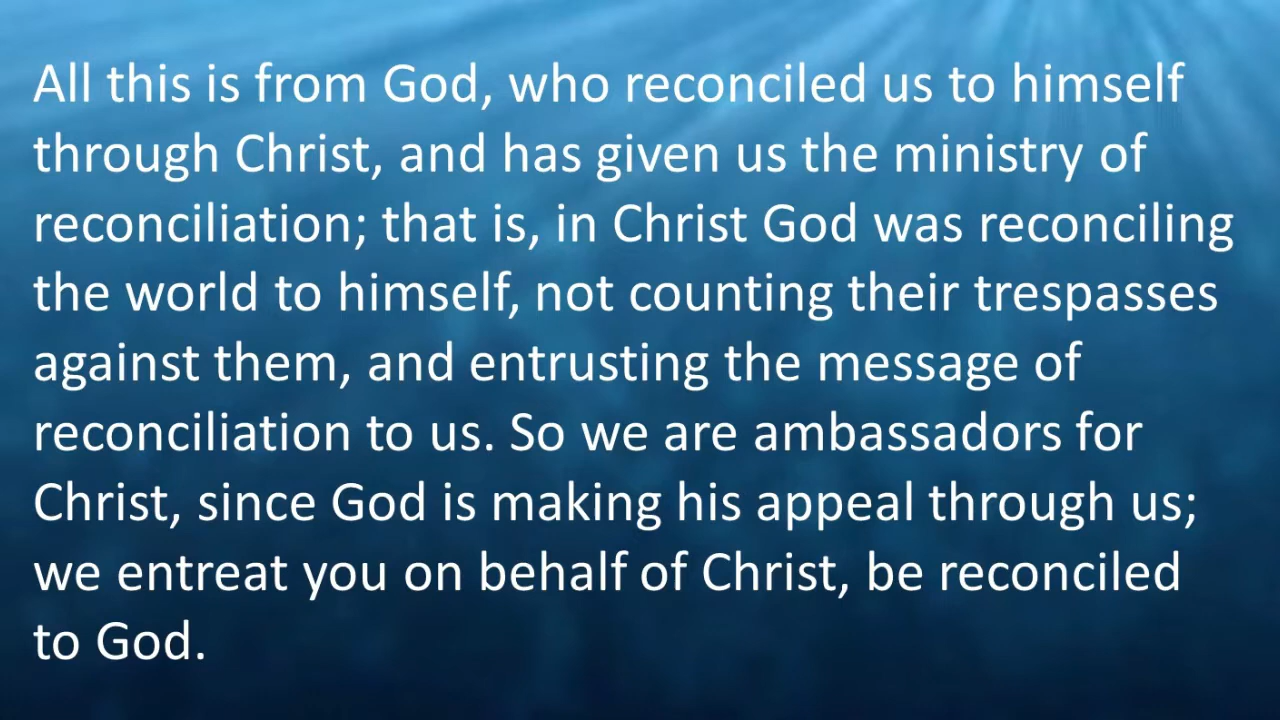 All this is from God, who reconciled us to himself
through Christ, and has given us the ministry of
reconciliation; that is, in Christ God was reconciling
the world to himself, not counting their trespasses
against them, and entrusting the message of
reconciliation to us. So we are ambassadors for
Christ, since God is making his appeal through us;
we entreat you on behalf of Christ, be reconciled
to God.